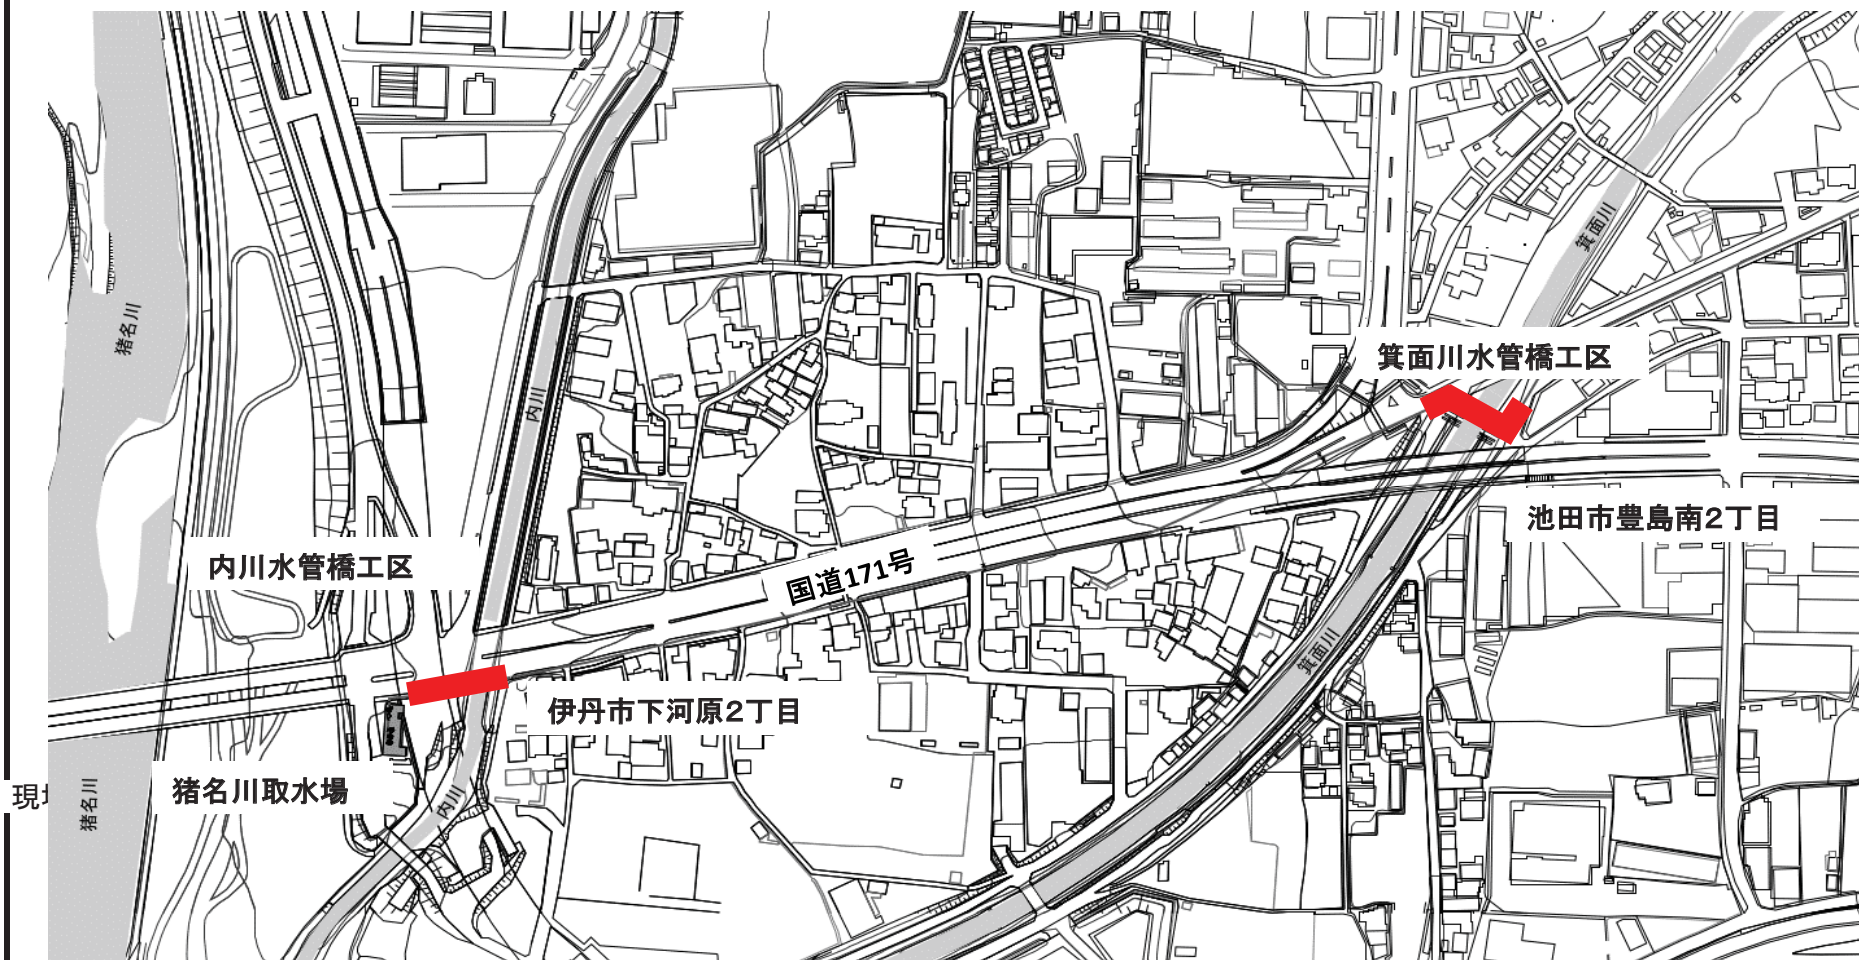 箕面川
猪名川
箕面川水管橋工区
内川
池田市豊島南2丁目
内川水管橋工区
国道171号
箕面川
伊丹市下河原2丁目
猪名川取水場
現
猪名川
内川